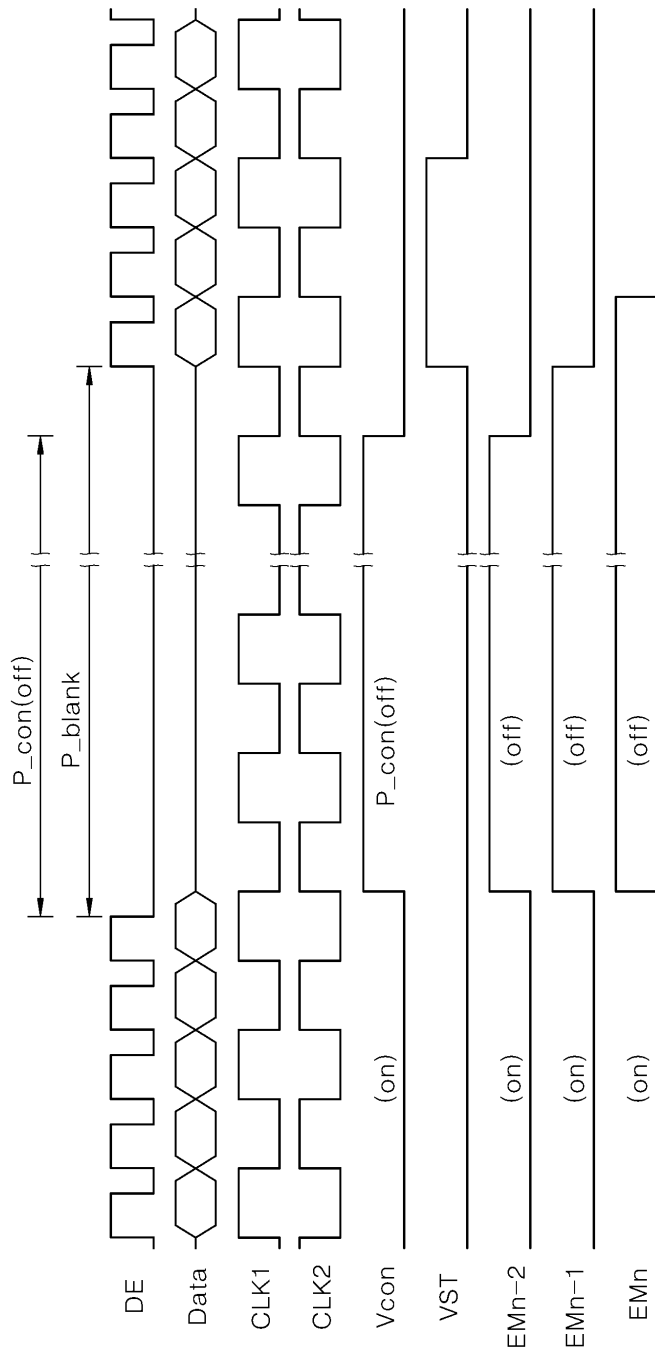 P_con(off)
P_blank
DE
Data
CLK1
CLK2
Vcon
(on)
P_con(off)
VST
EMn-2
(on)
(off)
EMn-1
(on)
(off)
EMn
(on)
(off)